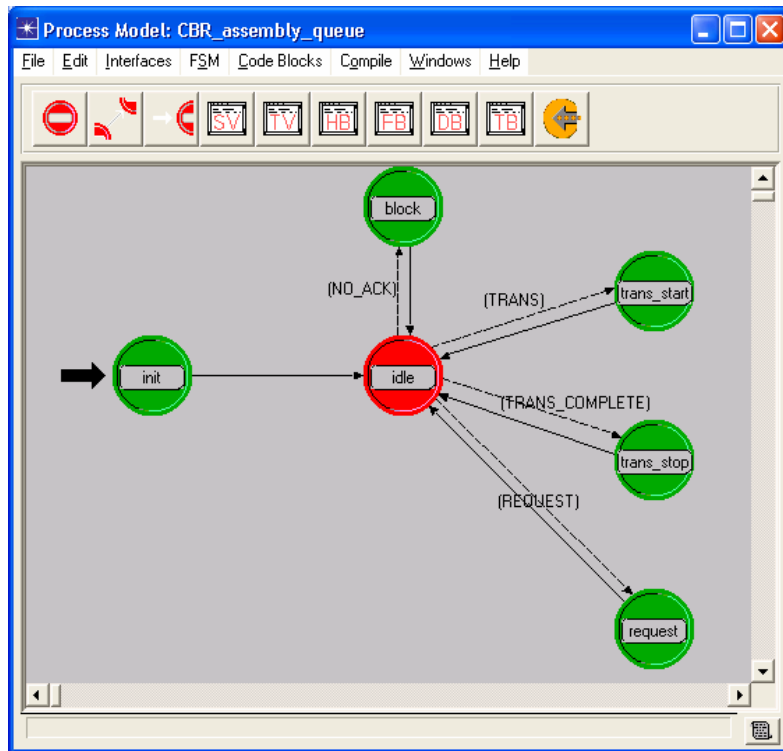 Process Model: CBR_assembly_queue
File Edit Interfaces FSM Code Blocks Compile Windows Help
SV TV HB FB DB TB
block
(NO_ACK)
(TRANS)
trans_start
init
idle
(TRANS_COMPLETE)
trans_stop
(REQUEST)
request